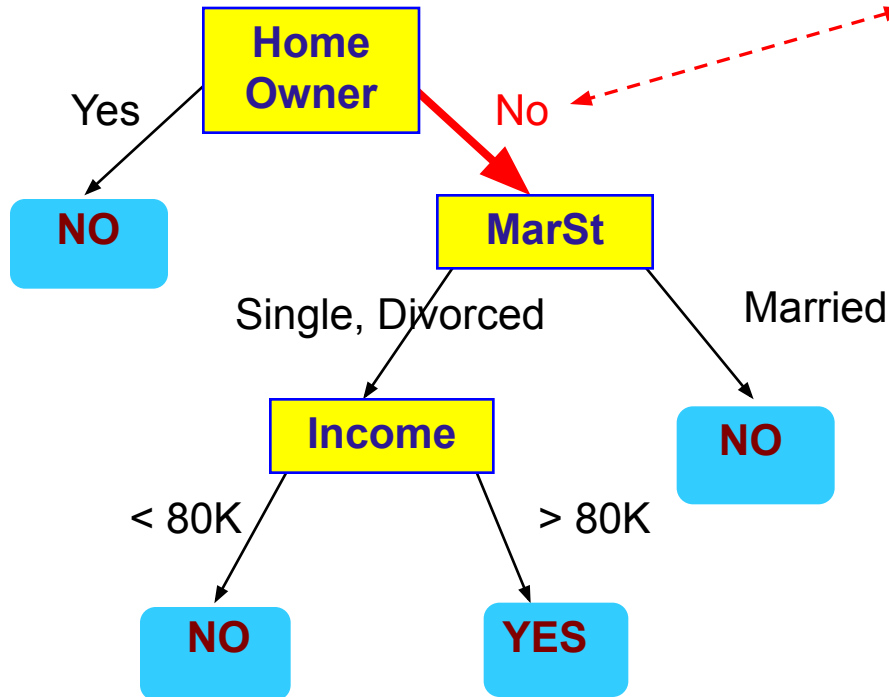 Home
Owner
Yes
No
NO
MarSt
Single, Divorced
Married
Income
NO
< 80K
> 80K
NO
YES